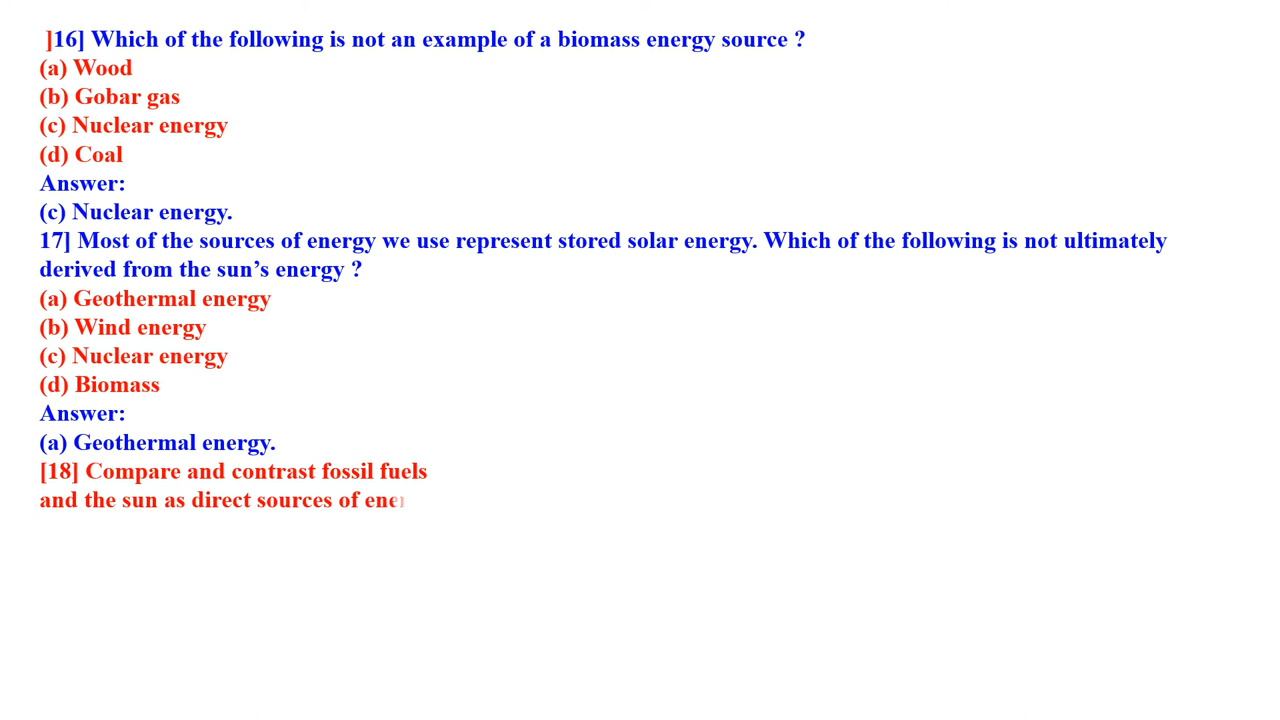 ]16] Which of the following is not an example of a biomass energy source ?
(a) Wood
(b) Gobar gas
(c) Nuclear energy
(d) Coal
Answer:
(c) Nuclear energy.
17] Most of the sources of energy we use represent stored solar energy. Which of the following is not ultimately
derived from the sun’s energy ?
(a) Geothermal energy
(b) Wind energy
(c) Nuclear energy
(d) Biomass
Answer:
(a) Geothermal energy.
[18] Compare and contrast fossil fuels
and the sun as direct sources of ener